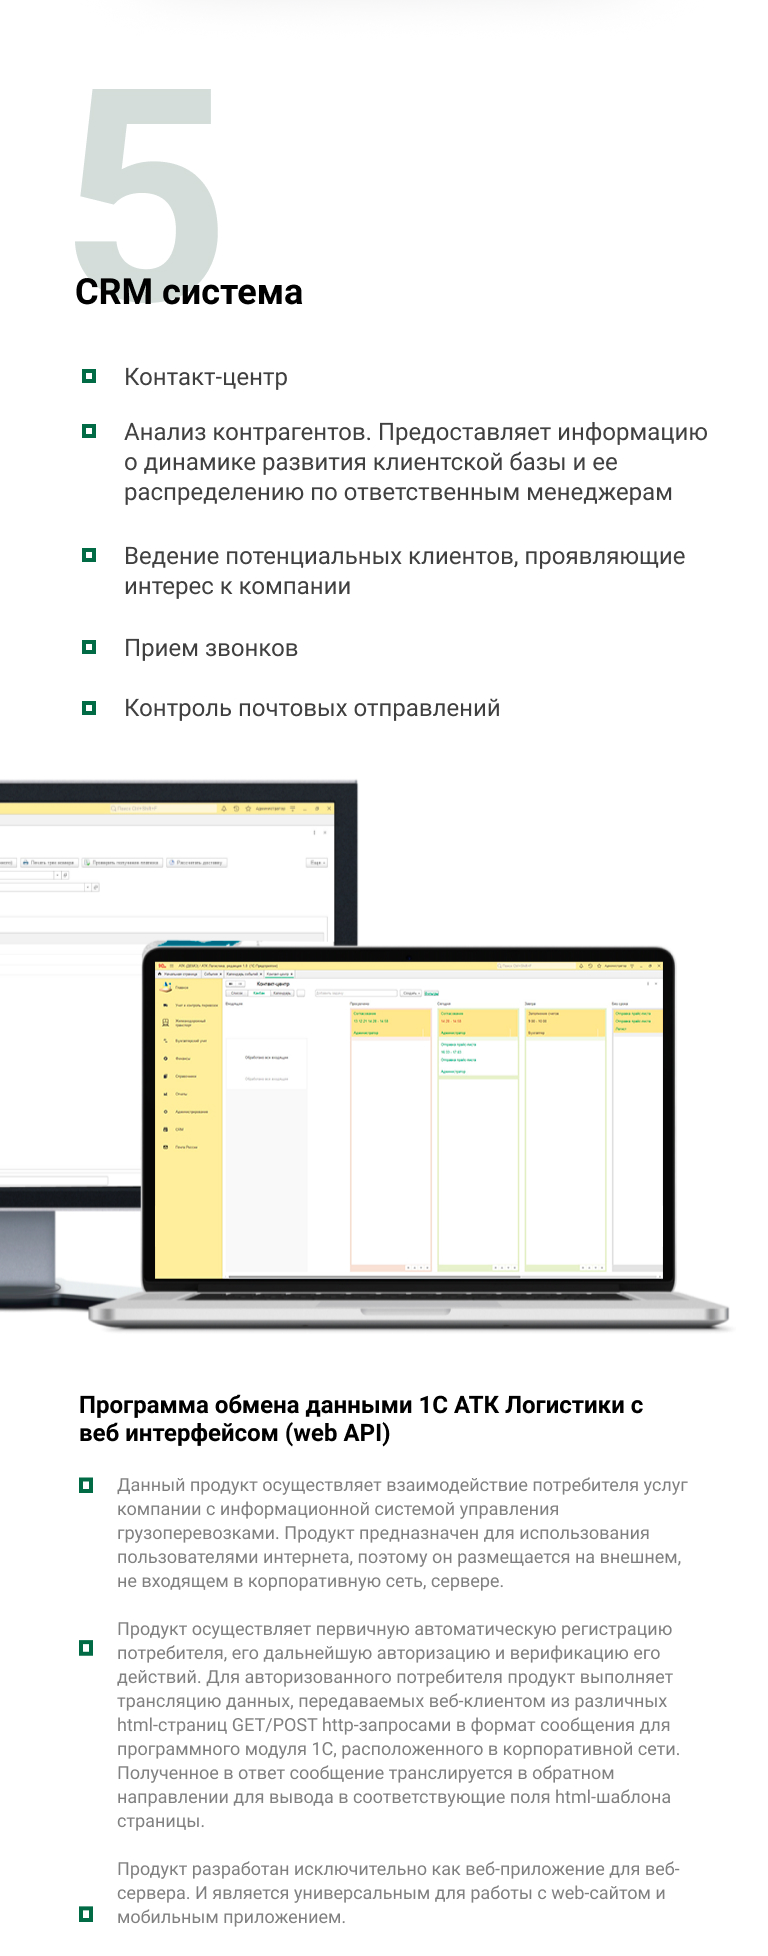 5
CRM система
Контакт-центр
Анализ контрагентов. Предоставляет информацию
о динамике развития клиентской базы и ее
распределению по ответственным менеджерам
Ведение потенциальных клиентов, проявляющие
интерес к компании
Прием звонков
Контроль почтовых отправлений
Еще
Контакт-центр
Главное
CRM
Программа обмена данными 1С АТК Логистики с
веб интерфейсом (web API)
Данный продукт осуществляет взаимодействие потребителя услуг
компании с информационной системой управления
грузоперевозками. Продукт предназначен для использования
пользователями интернета, поэтому он размещается на внешнем,
не входящем в корпоративную сеть, сервере.
Продукт осуществляет первичную автоматическую регистрацию
потребителя, его дальнейшую авторизацию и верификацию его
действий. Для авторизованного потребителя продукт выполняет
трансляцию данных, передаваемых веб-клиентом из различных
html-страниц GET/POST http-запросами в формат сообщения для
программного модуля 1С, расположенного в корпоративной сети.
Полученное в ответ сообщение транслируется в обратном
направлении для вывода в соответствующие поля html-шаблона
страницы.
Продукт разработан исключительно как веб-приложение для веб-
сервера. И является универсальным для работы с web-сайтом и
мобильным приложением.